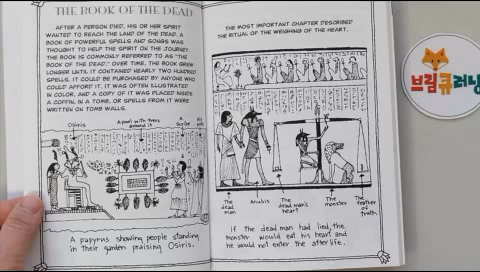 THE BOOK OF THE DEAD
AFTER A PERSON DIED, HIS OR HER SPIRIT
WANTED TO REACH THE LAND OF THE DEAD. A
BOOK OF POWERFUL SPELLS AND SONGS WAS
THOUGHT TO HELP THE SPIRIT ON THE JOURNEY.
THE BOOK IS COMMONLY REFERRED TO AS "THE
BOOK OF THE DEAD." OVER TIME, THE BOOK GREW
LONGER UNTIL IT CONTAINED NEARLY TWO HUNDRED
SPELLS. IT COULD BE PURCHASED BY ANYONE WHO
COULD AFFORD IT. IT WAS OFTEN ILLUSTRATED
IN COLOR, AND A COPY OF IT WAS PLACED INSIDE
A COFFIN, IN A TOMB, OR SPELLS FROM IT WERE
WRITTEN ON TOMB WALLS.
Osiris
A pool with trees
around it
A
scribe
His
wife
A papyrus showing people standing
in their garden praising Osiris.
THE MOST IMPORTANT CHAPTER DESCRIBED
THE RITUAL OF THE WEIGHING OF THE HEART.
The
dead
man
Anubis
The
dead man's
heart
The
monster
The
feather
of
truth
If the dead man had lied, the
monster would eat his heart and
he would not enter the afterlife.
브림큐러닝